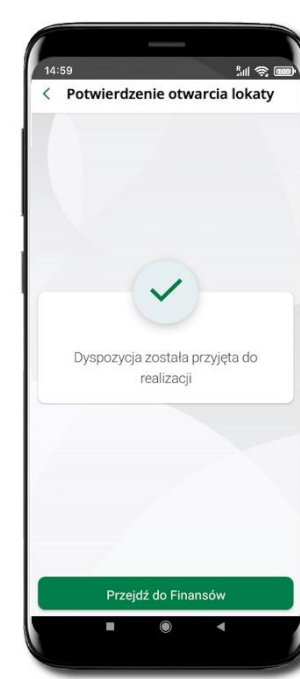 14:59
Potwierdzenie otwarcia lokaty
Dyspozycja została przyjęta do
realizacji
Przejdź do Finansów